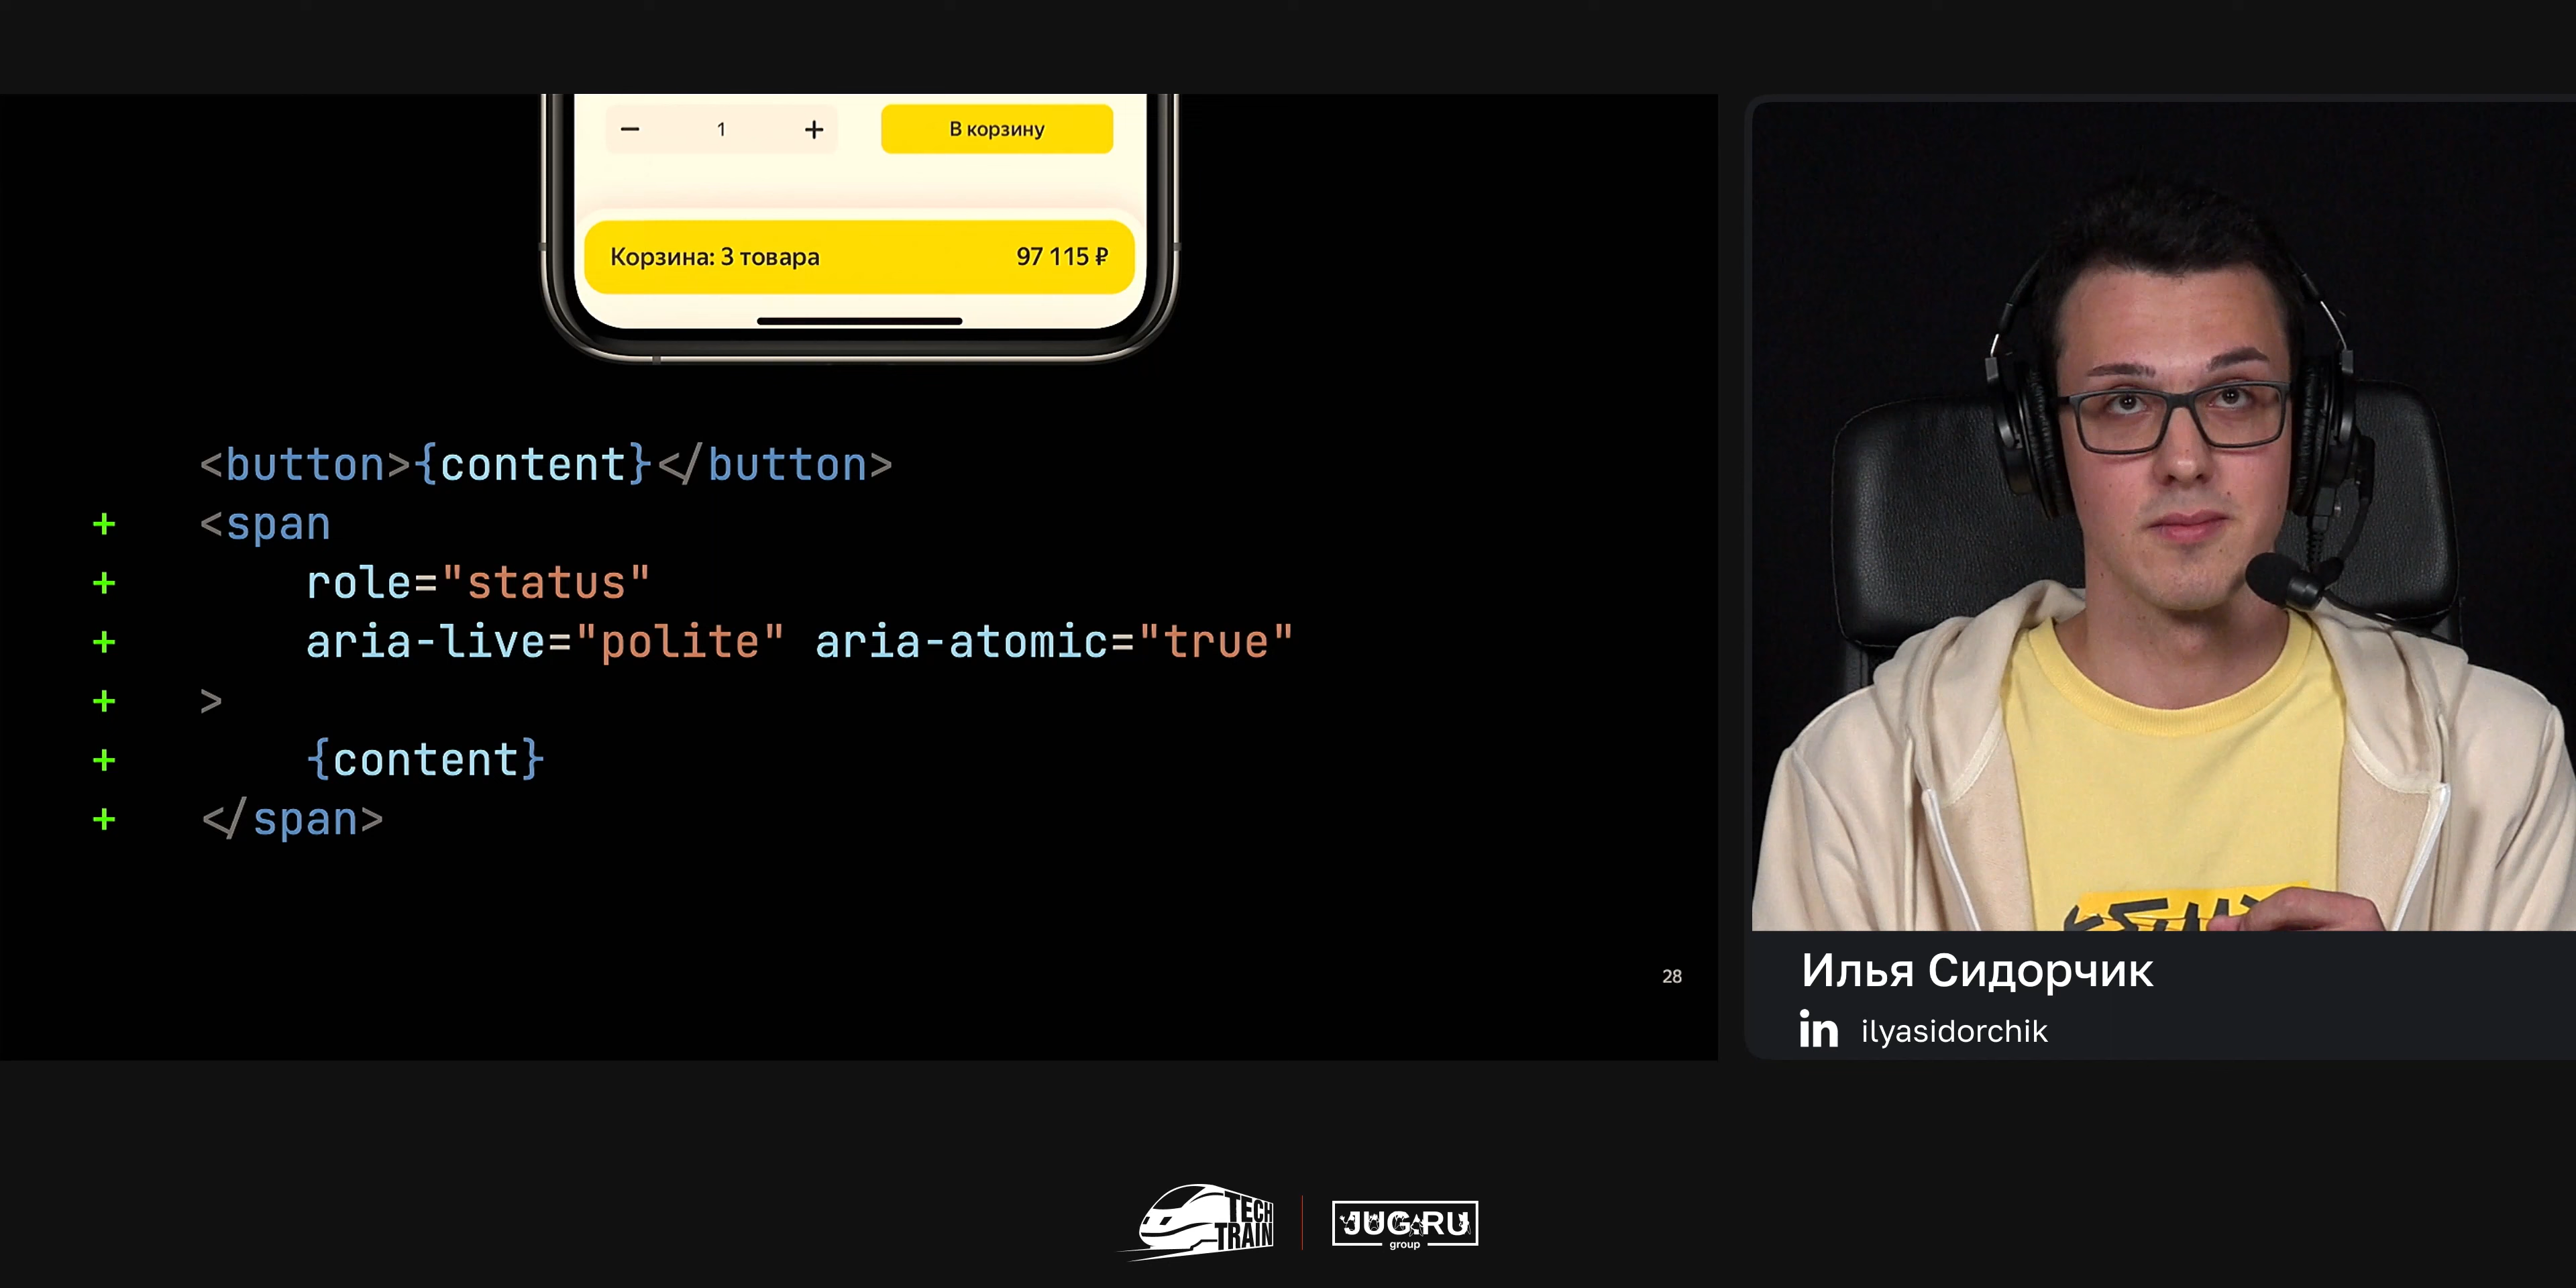 − 1 + В корзину
Корзина: 3 товара 97 115 ₽
<button>{content}</button>
+ <span
+ role="status"
+ aria-live="polite" aria-atomic="true"
+ >
+ {content}
+ </span>
28
Илья Сидорчик
in ilyasidorchik
TECH
TRAIN
JUG.RU
group